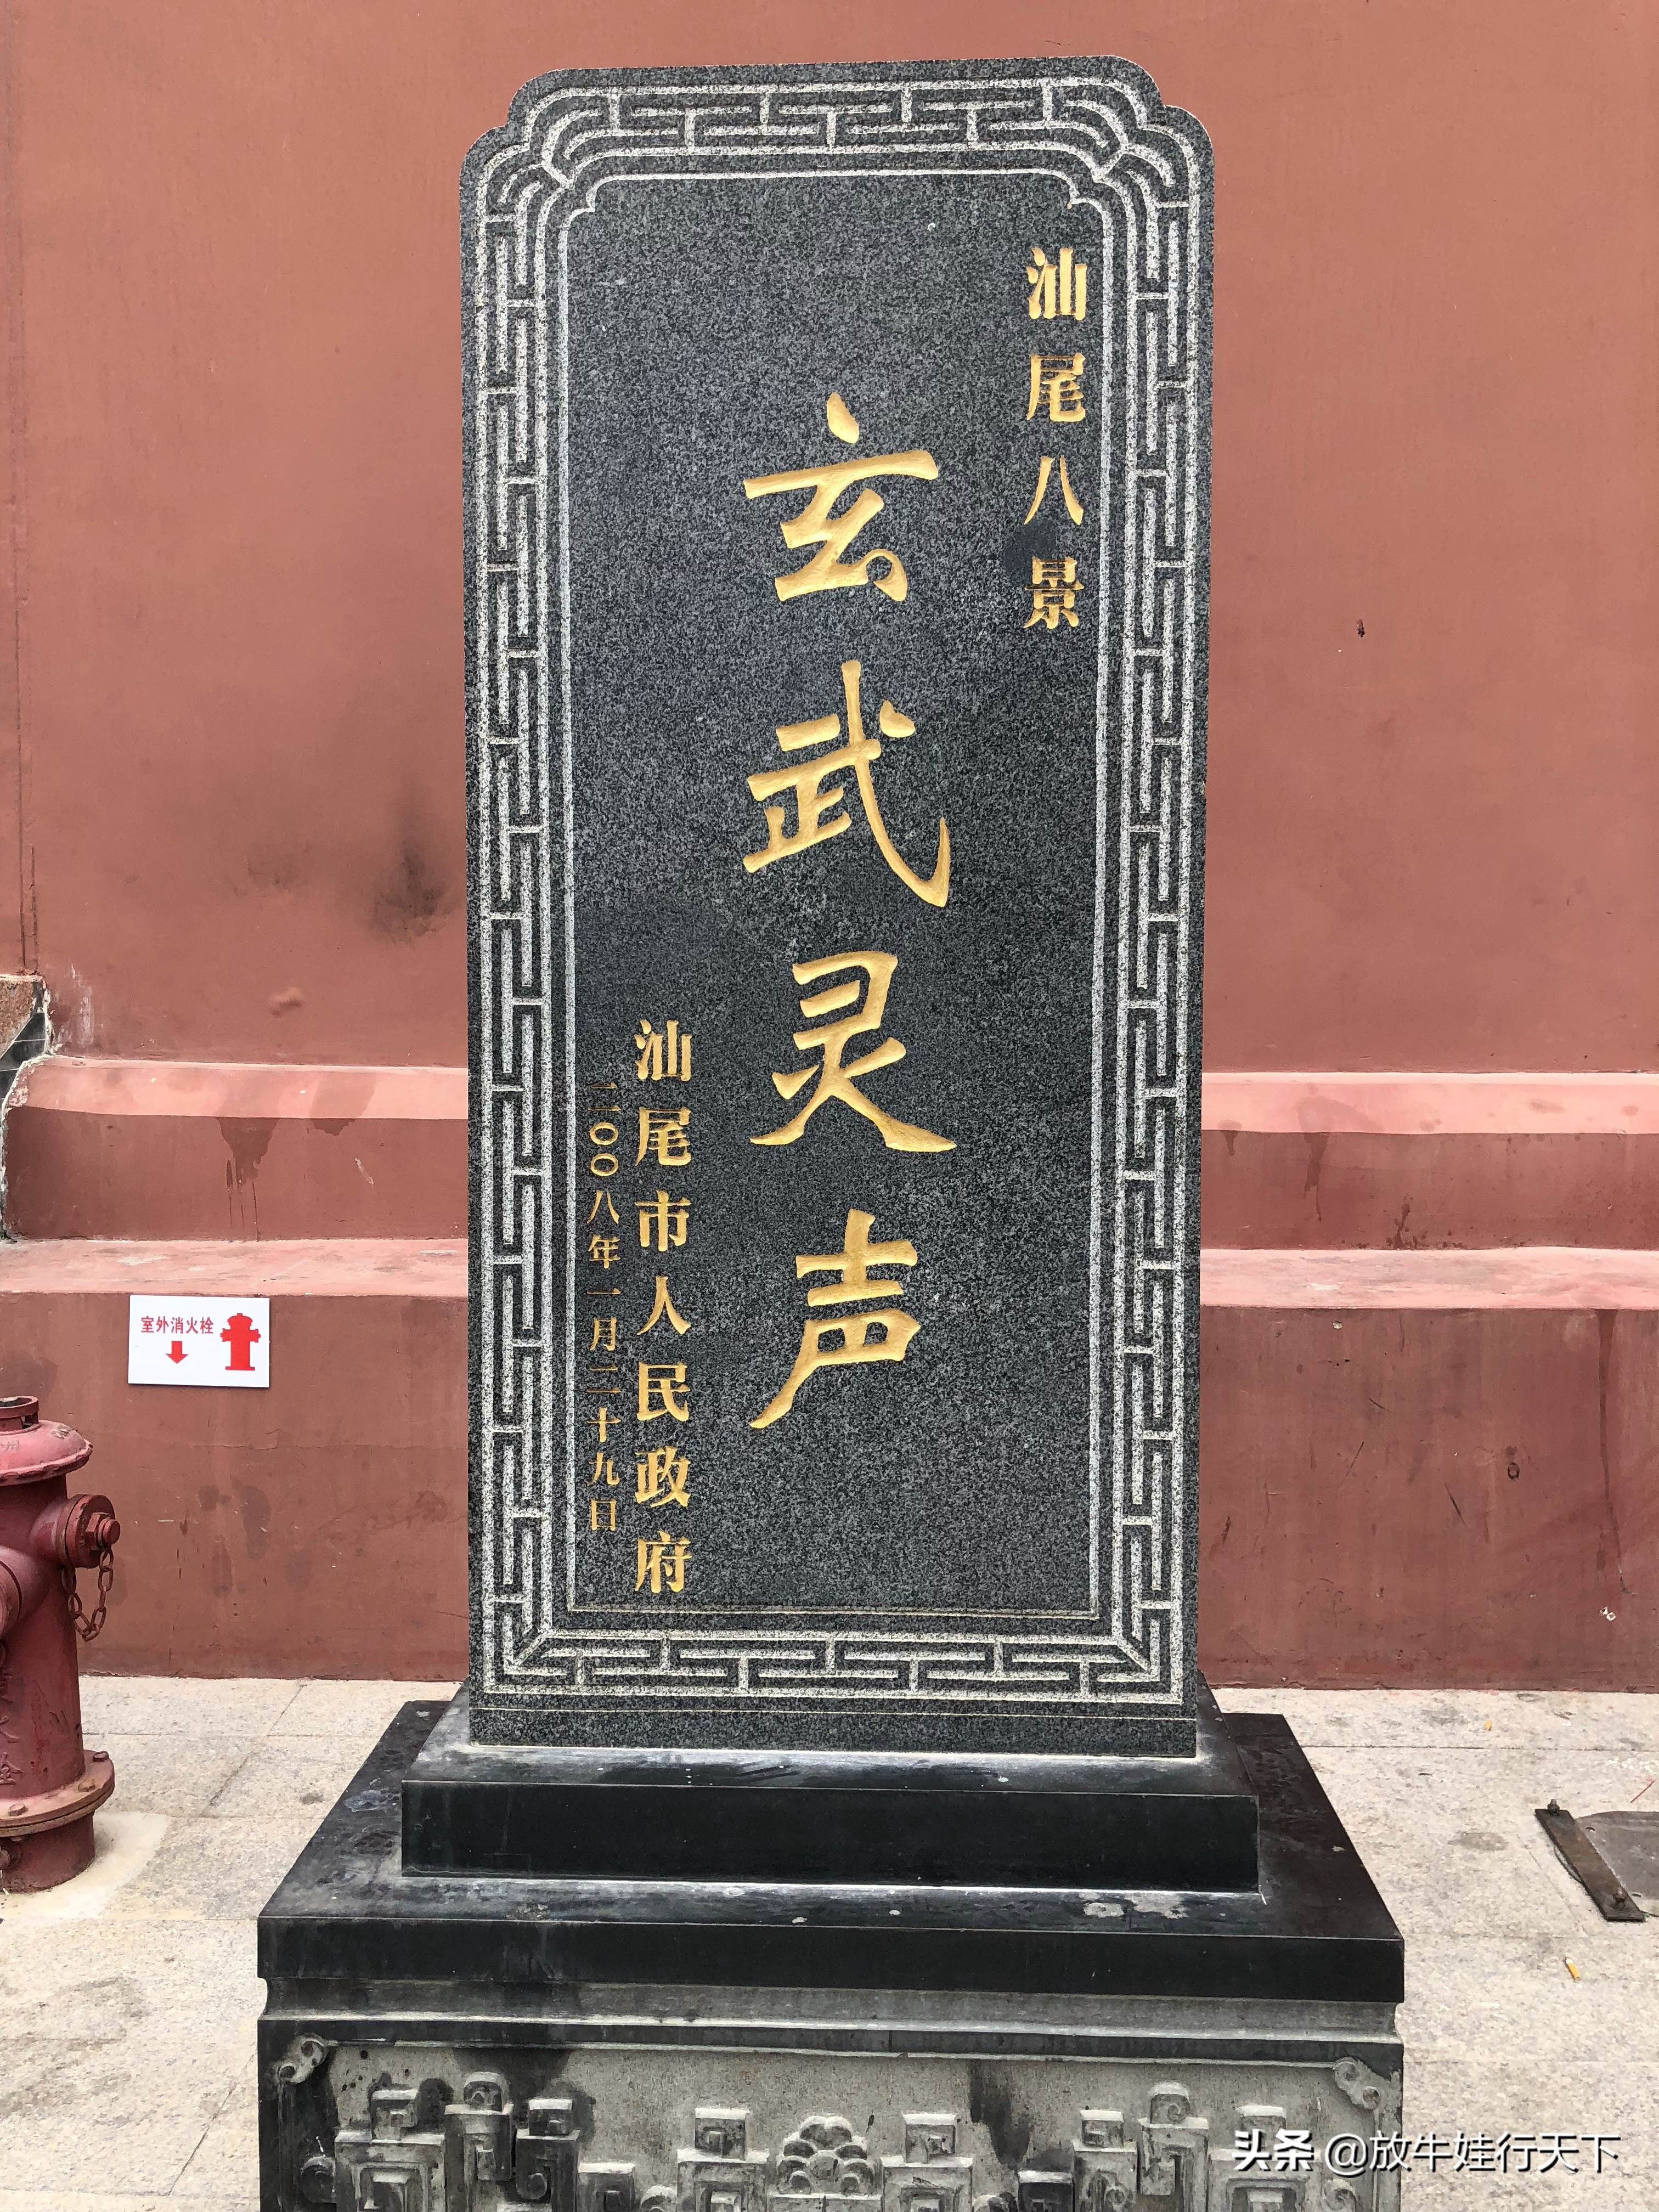 汕尾八景
玄武灵声
汕尾市人民政府
二〇〇八年一月二十九日
室外消火栓
头条 @放牛娃行天下